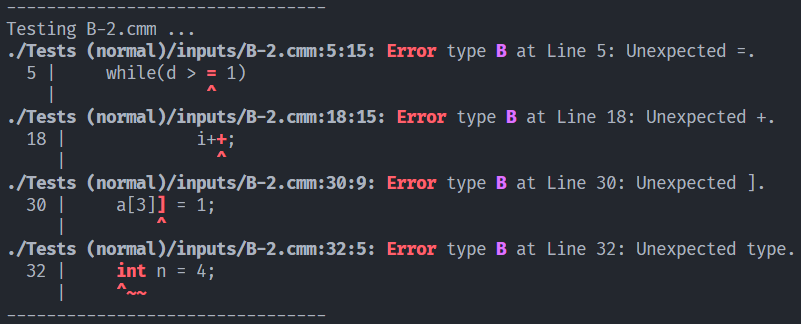 --------------------------------
Testing B-2.cmm ...
./Tests (normal)/inputs/B-2.cmm:5:15: Error type B at Line 5: Unexpected =.
  5 |     while(d > = 1)
    |               ^
./Tests (normal)/inputs/B-2.cmm:18:15: Error type B at Line 18: Unexpected +.
  18 |             i++;
     |               ^
./Tests (normal)/inputs/B-2.cmm:30:9: Error type B at Line 30: Unexpected ].
  30 |     a[3]] = 1;
     |         ^
./Tests (normal)/inputs/B-2.cmm:32:5: Error type B at Line 32: Unexpected type.
  32 |     int n = 4;
     |     ^~~
--------------------------------